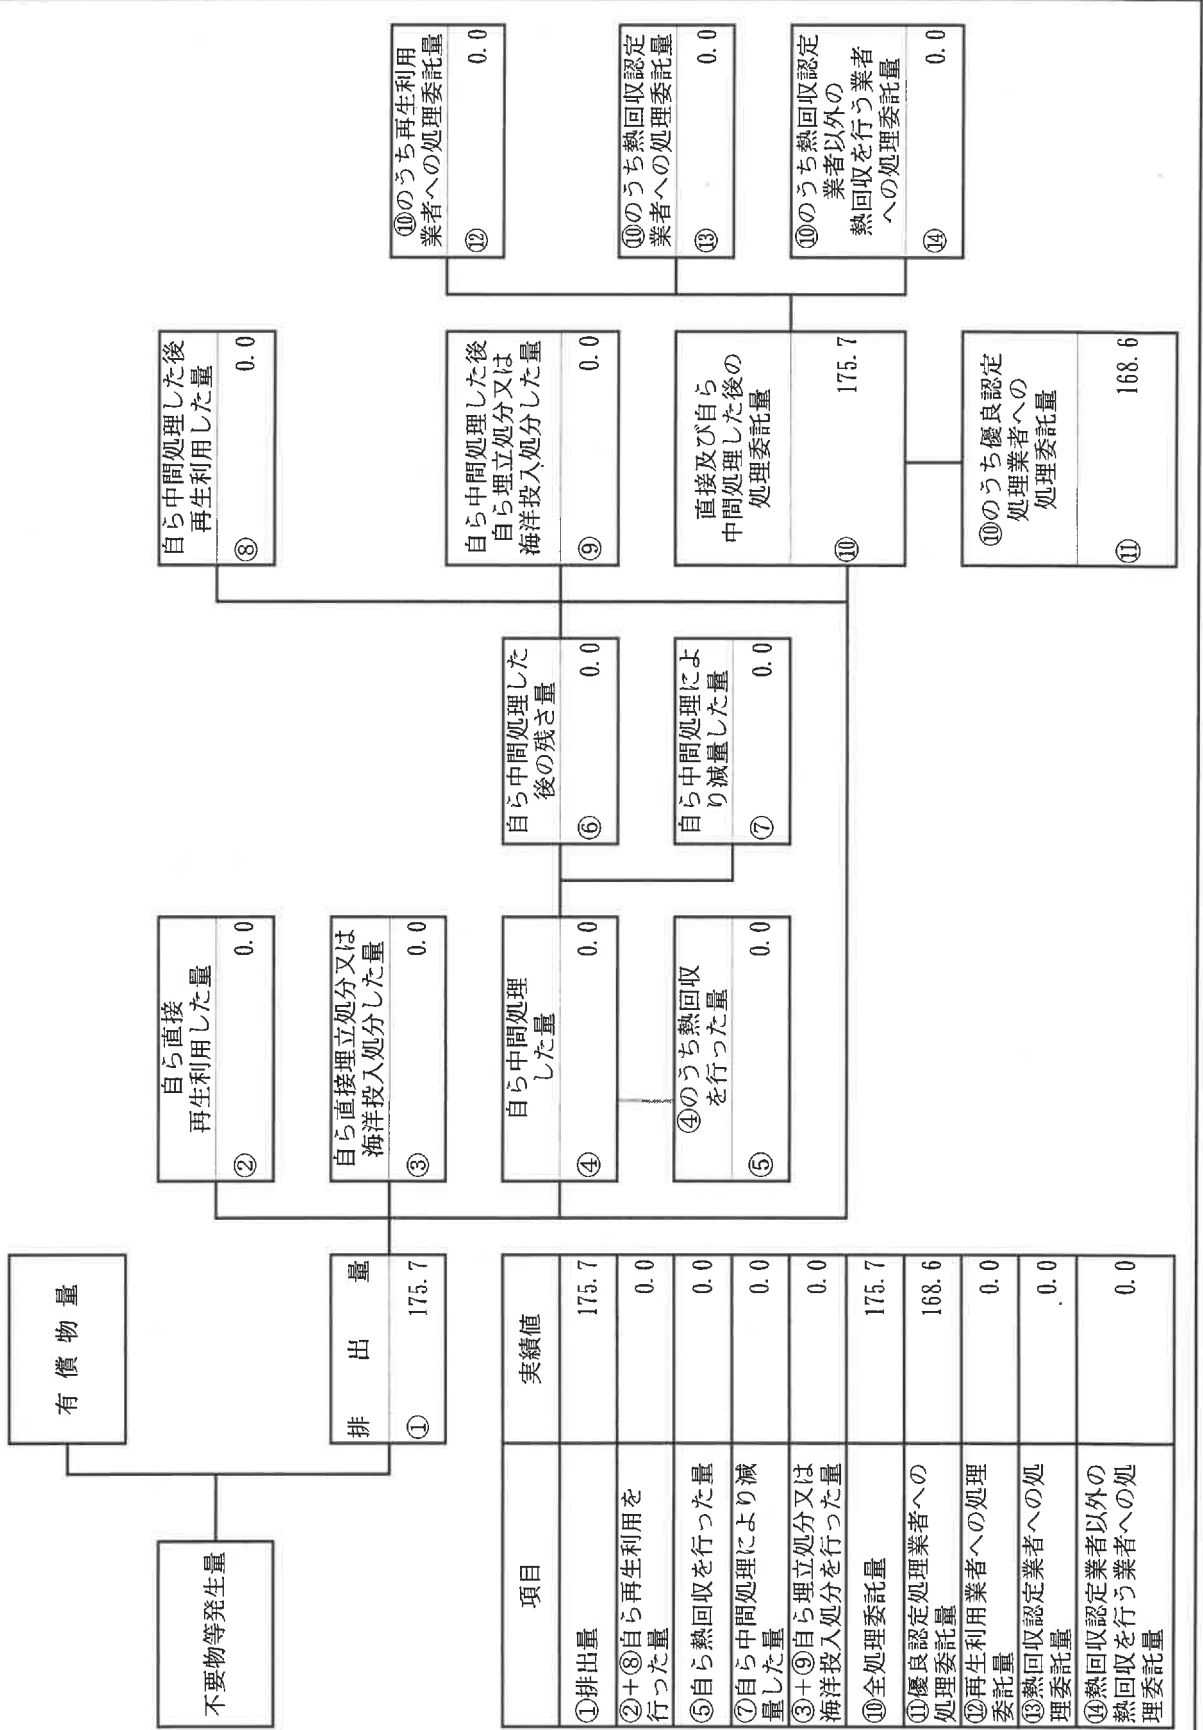 有償物量
不要物等発生量
排出量
① 175.7
自ら直接
再生利用した量
② 0.0
自ら直接埋立処分又は
海洋投入処分した量
③ 0.0
自ら中間処理
した量
④ 0.0
④のうち熱回収
を行った量
⑤ 0.0
自ら中間処理した
後の残さ量
⑥ 0.0
自ら中間処理によ
り減量した量
⑦ 0.0
自ら中間処理した後
再生利用した量
⑧ 0.0
自ら中間処理した後
自ら埋立処分又は
海洋投入処分した量
⑨ 0.0
直接及び自ら
中間処理した後の
処理委託量
⑩ 175.7
⑩のうち優良認定
処理業者への
処理委託量
⑪ 168.6
⑩のうち再生利用
業者への処理委託量
⑫ 0.0
⑩のうち熱回収認定
業者への処理委託量
⑬ 0.0
⑩のうち熱回収認定
業者以外の
熱回収を行う業者
への処理委託量
⑭ 0.0
項目 実績値
①排出量 175.7
②+⑧自ら再生利用を
行った量 0.0
⑤自ら熱回収を行った量 0.0
⑦自ら中間処理により減
量した量 0.0
③+⑨自ら埋立処分又は
海洋投入処分を行った量 0.0
⑩全処理委託量 175.7
⑪優良認定処理業者への
処理委託量 168.6
⑫再生利用業者への処理
委託量 0.0
⑬熱回収認定業者への処
理委託量 0.0
⑭熱回収認定業者以外の
熱回収を行う業者への処
理委託量 0.0